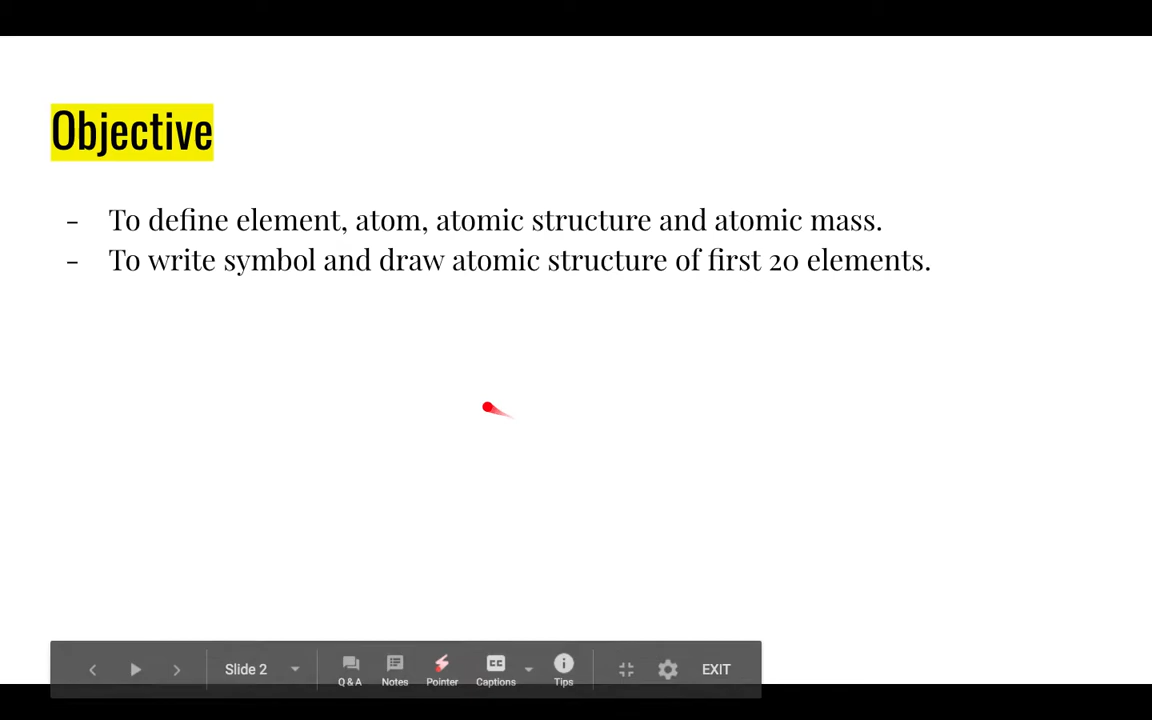 Objective
- To define element, atom, atomic structure and atomic mass.
- To write symbol and draw atomic structure of first 20 elements.
Slide 2
Q & A
Notes
Pointer
CC
Captions
Tips
EXIT